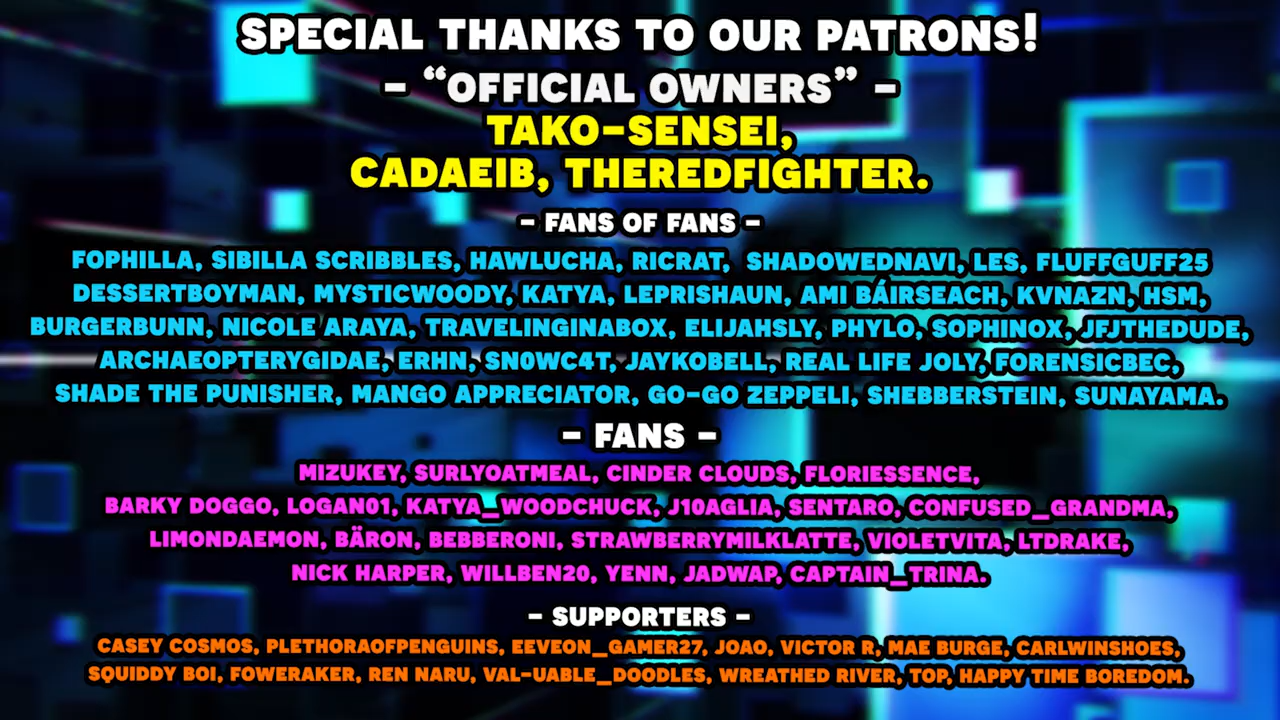 SPECIAL THANKS TO OUR PATRONS!
- “OFFICIAL OWNERS” -
TAKO-SENSEI,
CADAEIB, THEREDFIGHTER.
- FANS OF FANS -
FOPHILLA, SIBILLA SCRIBBLES, HAWLUCHA, RICRAT, SHADOWEDNAVI, LES, FLUFFGUFF25
DESSERTBOYMAN, MYSTICWOODY, KATYA, LEPRISHAUN, AMI BÁIRSEACH, KVNAZN, HSM,
BURGERBUNN, NICOLE ARAYA, TRAVELINGINABOX, ELIJAHSLY, PHYLO, SOPHINOX, JFJTHEDUDE,
ARCHAEOPTERYGIDAE, ERHN, SN0WC4T, JAYKOBELL, REAL LIFE JOLY, FORENSICBEC,
SHADE THE PUNISHER, MANGO APPRECIATOR, GO-GO ZEPPELI, SHEBBERSTEIN, SUNAYAMA.
- FANS -
MIZUKEY, SURLYOATMEAL, CINDER CLOUDS, FLORIESSENCE,
BARKY DOGGO, LOGAN01, KATYA_WOODCHUCK, J10AGLIA, SENTARO, CONFUSED_GRANDMA,
LIMONDAEMON, BÄRON, BEBBERONI, STRAWBERRYMILKLATTE, VIOLETVITA, LTDRAKE,
NICK HARPER, WILLBEN20, YENN, JADWAP, CAPTAIN_TRINA.
- SUPPORTERS -
CASEY COSMOS, PLETHORAOFPENGUINS, EEVEON_GAMER27, JOAO, VICTOR R, MAE BURGE, CARLWINSHOES,
SQUIDDY BOI, FOWERAKER, REN NARU, VAL-UABLE_DOODLES, WREATHED RIVER, TOP, HAPPY TIME BOREDOM.